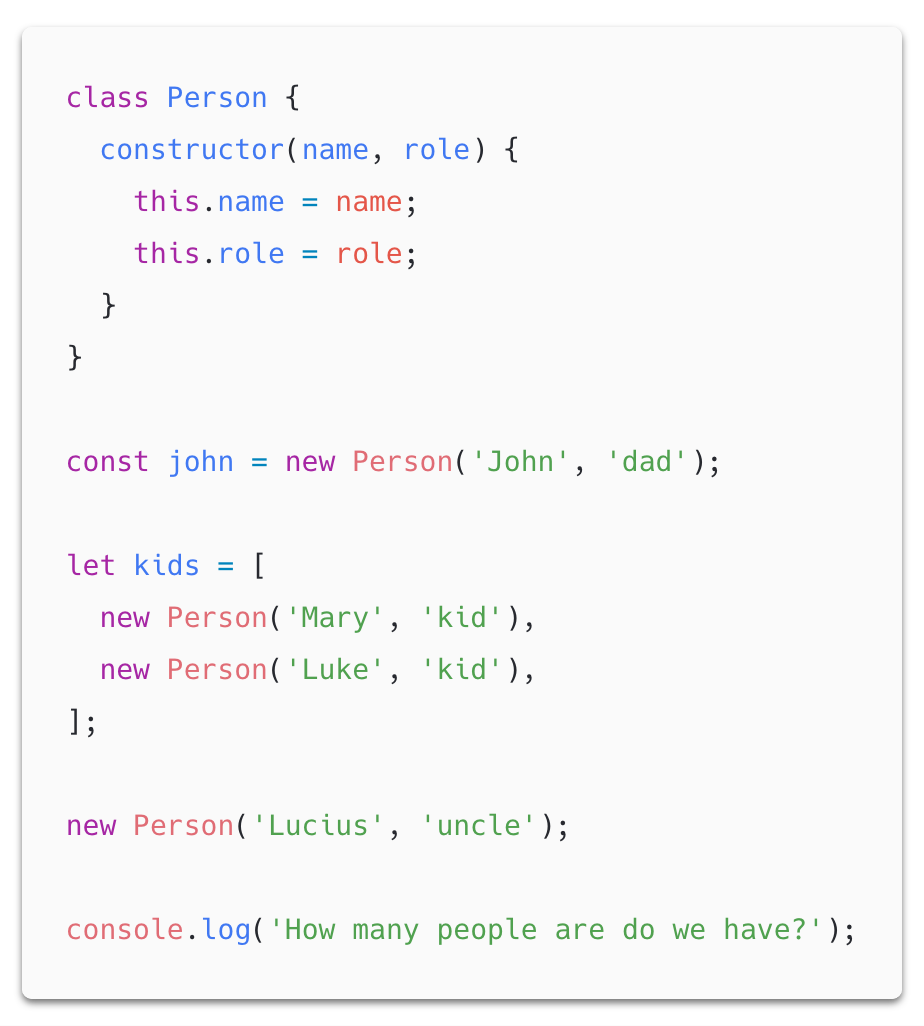 class Person {
  constructor(name, role) {
    this.name = name;
    this.role = role;
  }
}

const john = new Person('John', 'dad');

let kids = [
  new Person('Mary', 'kid'),
  new Person('Luke', 'kid'),
];

new Person('Lucius', 'uncle');

console.log('How many people are do we have?');